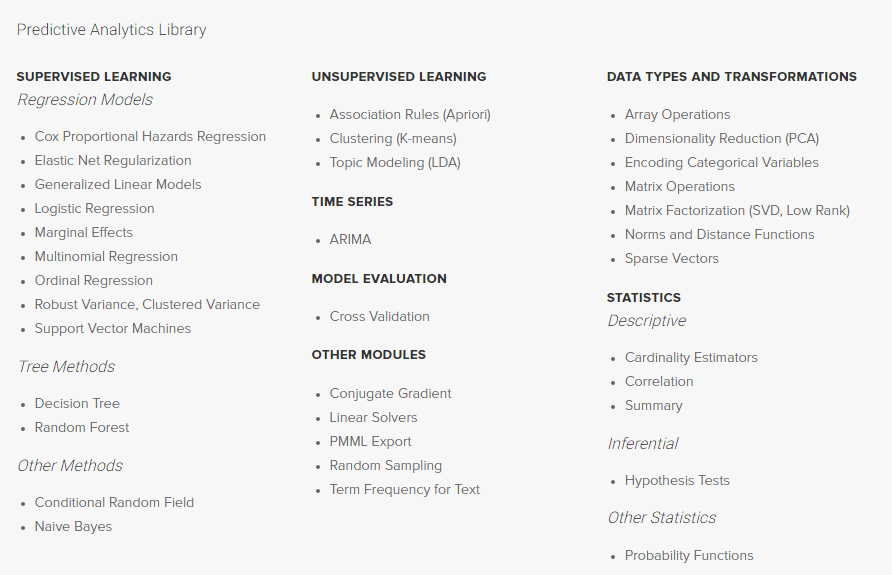 Predictive Analytics Library
SUPERVISED LEARNING
Regression Models
Cox Proportional Hazards Regression
Elastic Net Regularization
Generalized Linear Models
Logistic Regression
Marginal Effects
Multinomial Regression
Ordinal Regression
Robust Variance, Clustered Variance
Support Vector Machines
Tree Methods
Decision Tree
Random Forest
Other Methods
Conditional Random Field
Naive Bayes
UNSUPERVISED LEARNING
Association Rules (Apriori)
Clustering (K-means)
Topic Modeling (LDA)
TIME SERIES
ARIMA
MODEL EVALUATION
Cross Validation
OTHER MODULES
Conjugate Gradient
Linear Solvers
PMML Export
Random Sampling
Term Frequency for Text
DATA TYPES AND TRANSFORMATIONS
Array Operations
Dimensionality Reduction (PCA)
Encoding Categorical Variables
Matrix Operations
Matrix Factorization (SVD, Low Rank)
Norms and Distance Functions
Sparse Vectors
STATISTICS
Descriptive
Cardinality Estimators
Correlation
Summary
Inferential
Hypothesis Tests
Other Statistics
Probability Functions